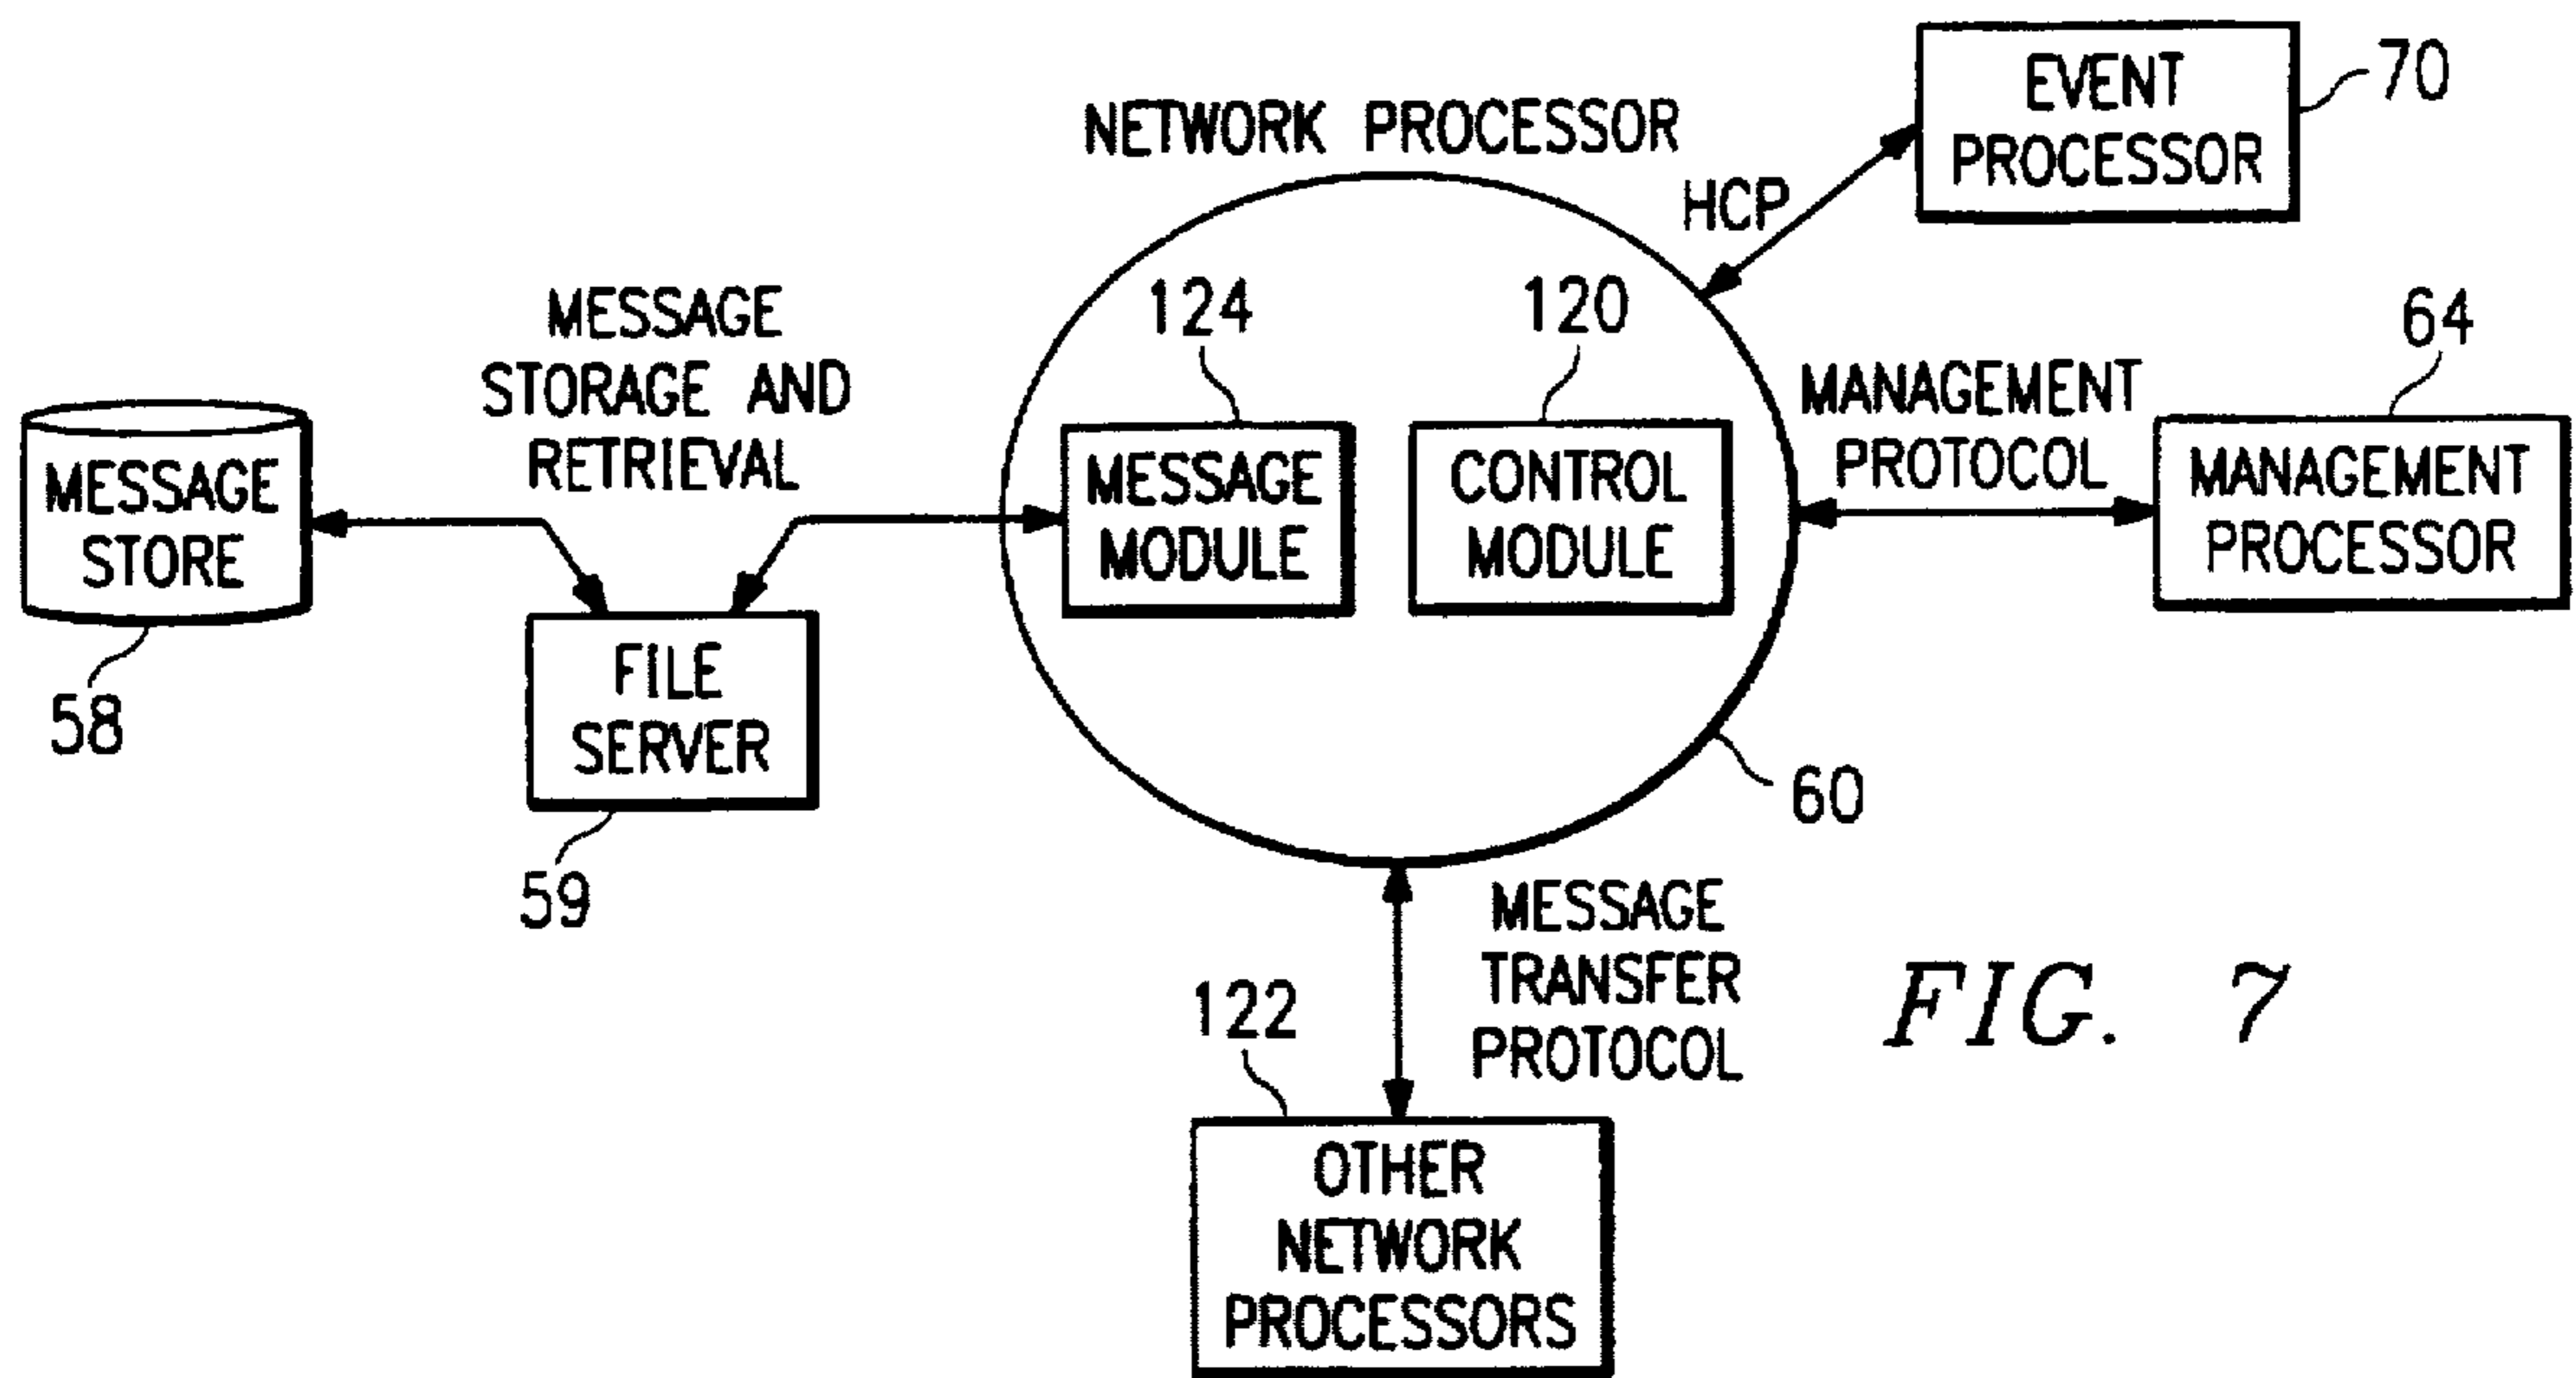 NETWORK PROCESSOR
EVENT
PROCESSOR
70
HCP
MESSAGE
STORAGE AND
RETRIEVAL
124
120
MANAGEMENT
PROTOCOL
64
MESSAGE
STORE
MESSAGE
MODULE
CONTROL
MODULE
MANAGEMENT
PROCESSOR
58
FILE
SERVER
59
60
MESSAGE
TRANSFER
PROTOCOL
122
OTHER
NETWORK
PROCESSORS
FIG. 7